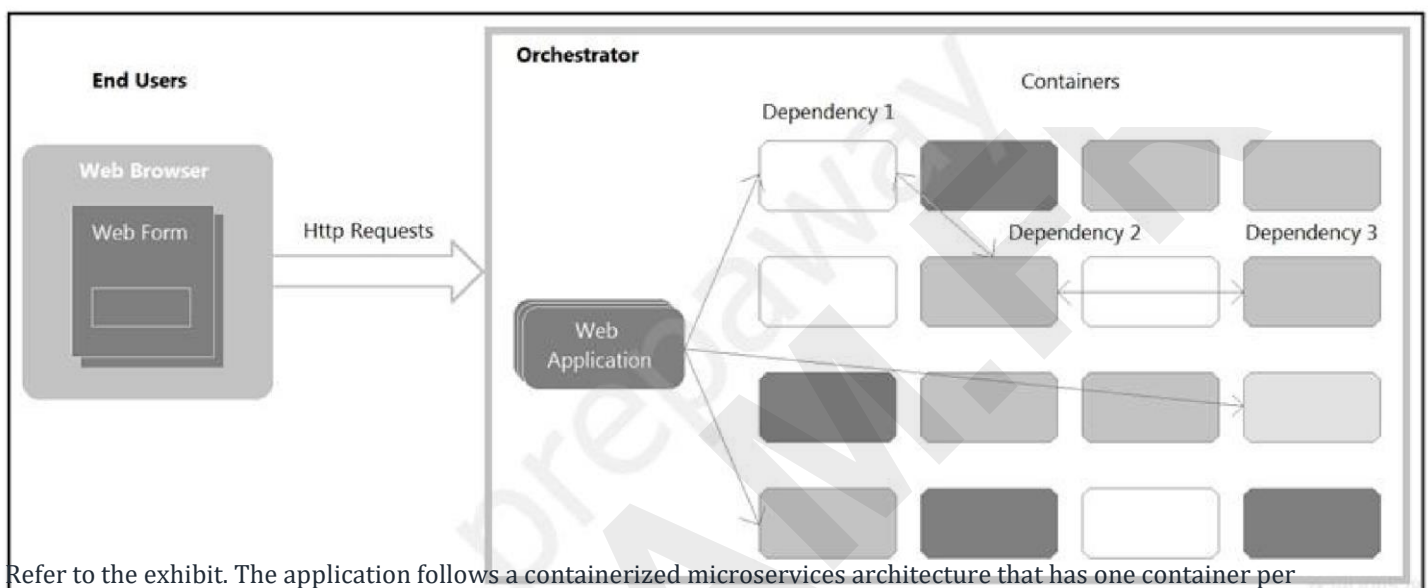 Orchestrator
End Users
Containers
Dependency 1
Web Browser
Web Form
Http Requests
Dependency 2
Dependency 3
Web
Application
prepaway
Refer to the exhibit. The application follows a containerized microservices architecture that has one container per